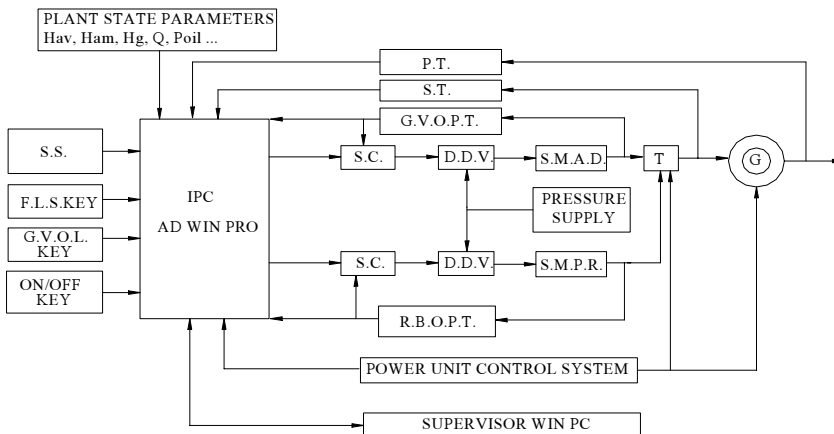 PLANT STATE PARAMETERS
Hav, Ham, Hg, Q, Poil ...
P.T.
S.T.
G.V.O.P.T.
S.S.
S.C.
D.D.V.
S.M.A.D.
T
G
IPC
AD WIN PRO
F.L.S.KEY
PRESSURE
SUPPLY
G.V.O.L.
KEY
S.C.
D.D.V.
S.M.P.R.
ON/OFF
KEY
R.B.O.P.T.
POWER UNIT CONTROL SYSTEM
SUPERVISOR WIN PC